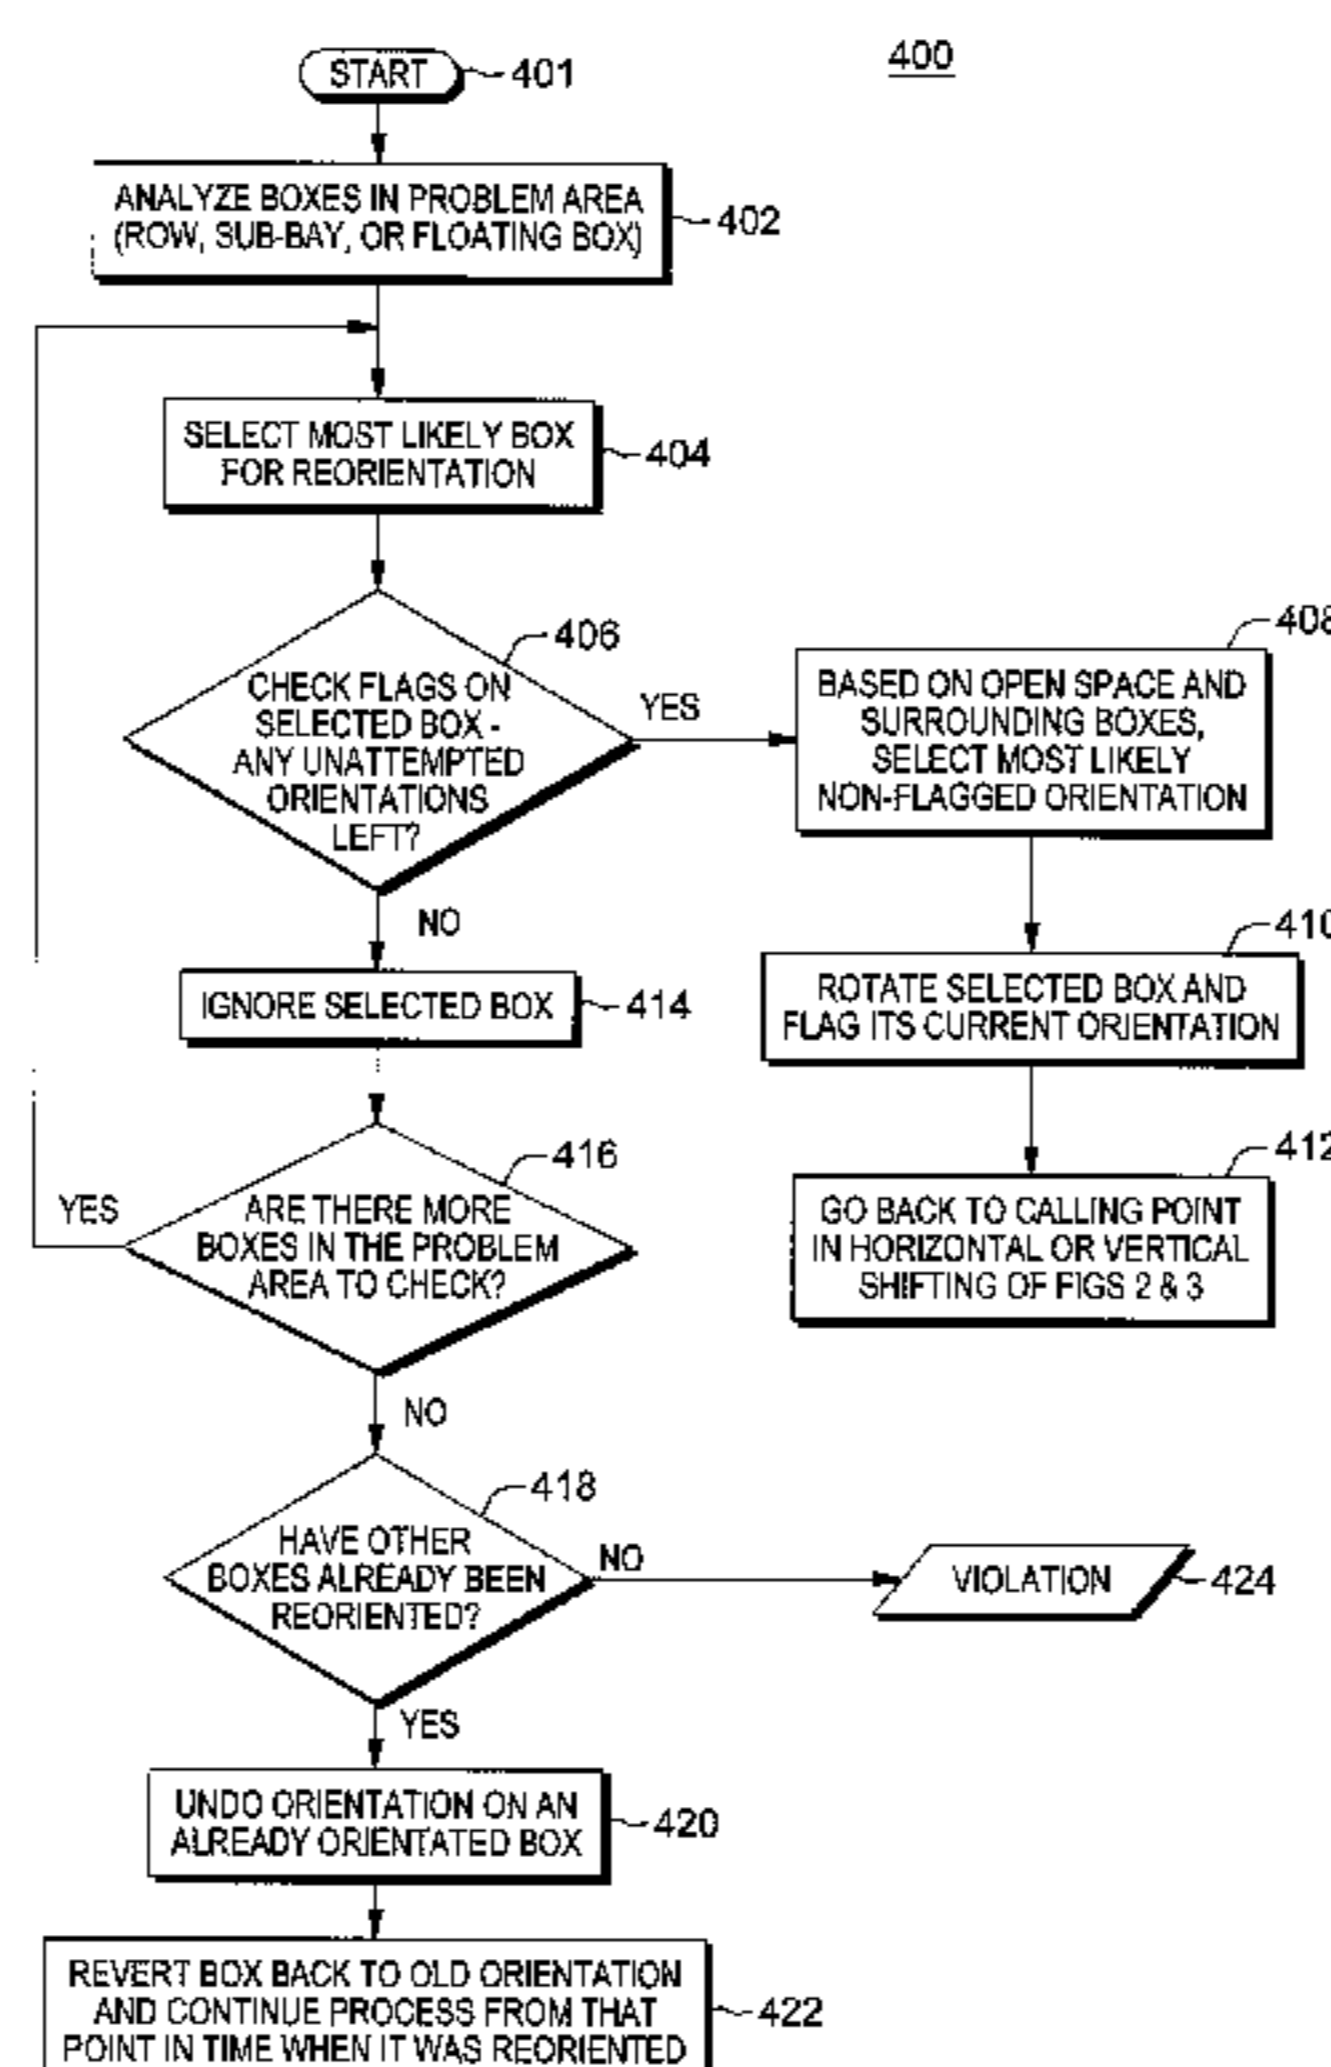 400
START
401
ANALYZE BOXES IN PROBLEM AREA
(ROW, SUB-BAY, OR FLOATING BOX)
402
SELECT MOST LIKELY BOX
FOR REORIENTATION
404
406
CHECK FLAGS ON
SELECTED BOX -
ANY UNATTEMPTED
ORIENTATIONS
LEFT?
YES
408
BASED ON OPEN SPACE AND
SURROUNDING BOXES,
SELECT MOST LIKELY
NON-FLAGGED ORIENTATION
NO
410
ROTATE SELECTED BOX AND
FLAG ITS CURRENT ORIENTATION
IGNORE SELECTED BOX
414
412
GO BACK TO CALLING POINT
IN HORIZONTAL OR VERTICAL
SHIFTING OF FIGS 2 & 3
416
YES
ARE THERE MORE
BOXES IN THE PROBLEM
AREA TO CHECK?
NO
418
HAVE OTHER
BOXES ALREADY BEEN
REORIENTED?
NO
VIOLATION
424
YES
UNDO ORIENTATION ON AN
ALREADY ORIENTATED BOX
420
REVERT BOX BACK TO OLD ORIENTATION
AND CONTINUE PROCESS FROM THAT
POINT IN TIME WHEN IT WAS REORIENTED
422